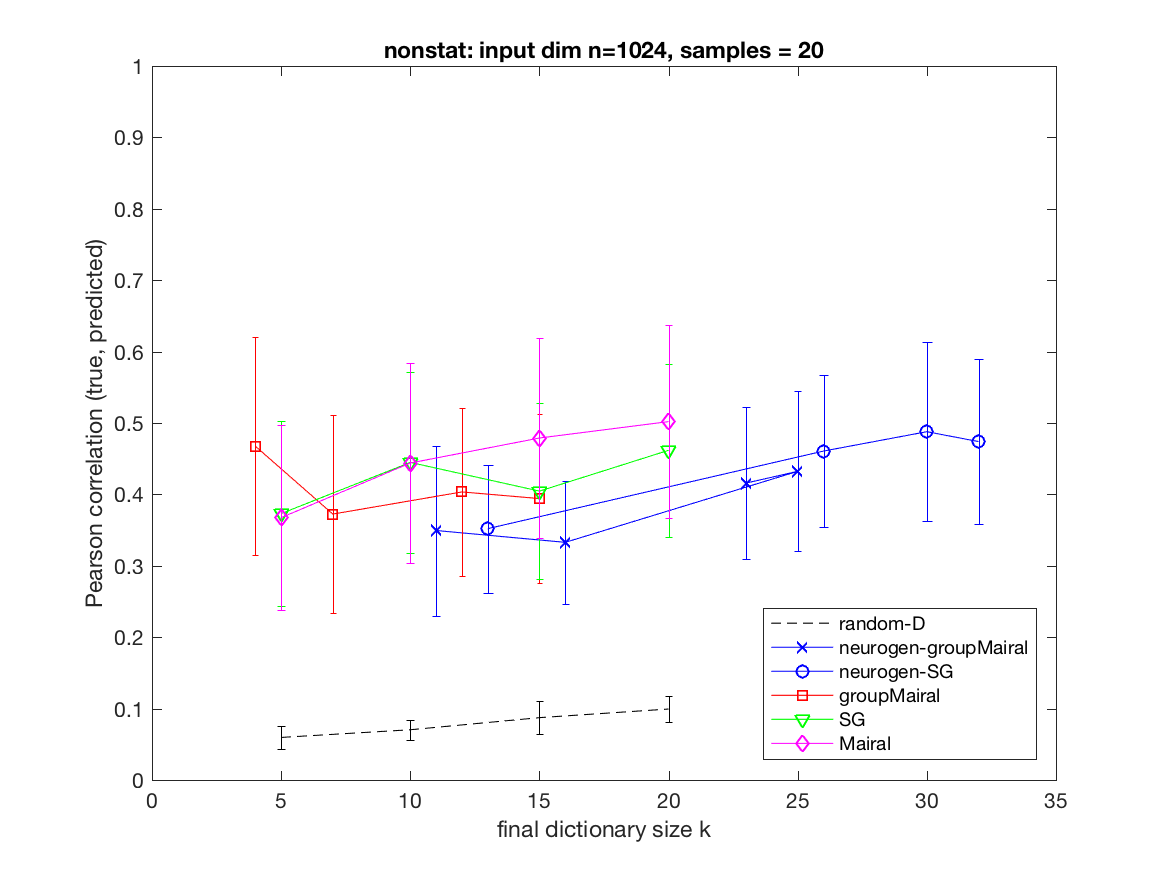 nonstat: input dim n=1024, samples = 20
Pearson correlation (true, predicted)
1
0.9
0.8
0.7
0.6
0.5
0.4
0.3
0.2
0.1
0
0 5 10 15 20 25 30 35
final dictionary size k
random-D
neurogen-groupMairal
neurogen-SG
groupMairal
SG
Mairal